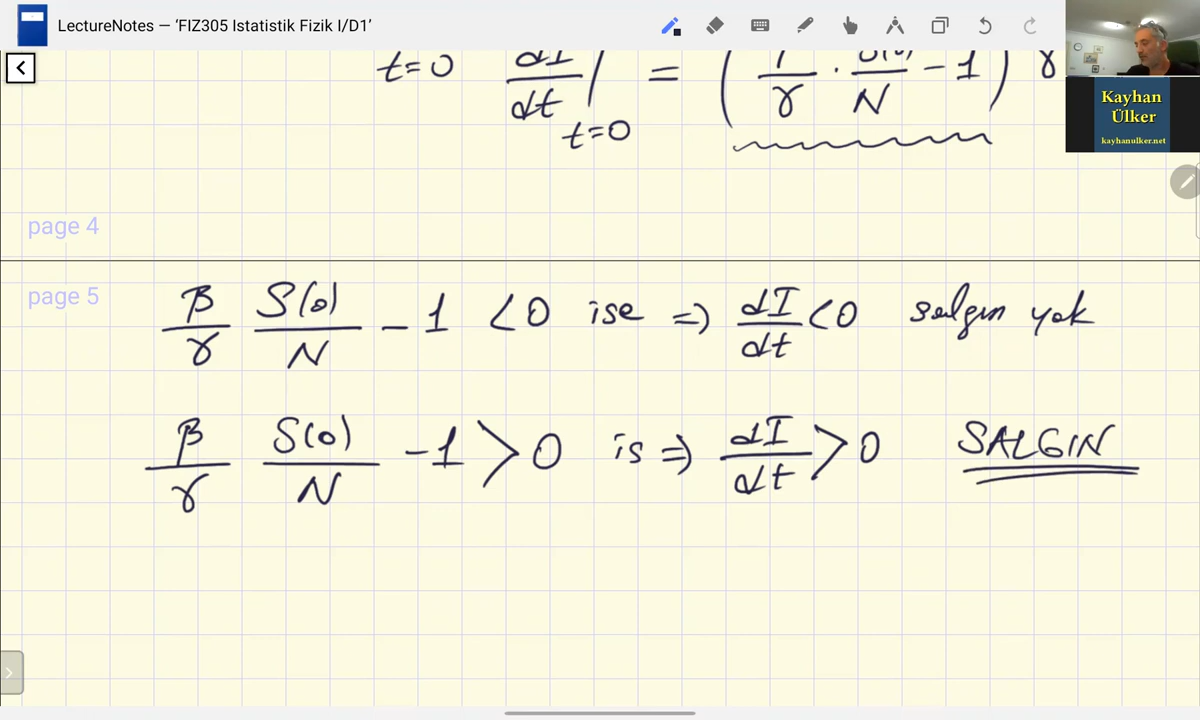 LectureNotes — ‘FIZ305 Istatistik Fizik I/D1’
t=0 dI/dt | t=0 = ( /γ · S(0)/N − 1 ) γ
Kayhan
Ülker
kayhanulker.net
page 4
page 5
β/γ S(0)/N − 1 < 0 ise ⇒ dI/dt < 0 salgın yok
β/γ S(0)/N − 1 > 0 is ⇒ dI/dt > 0 SALGIN